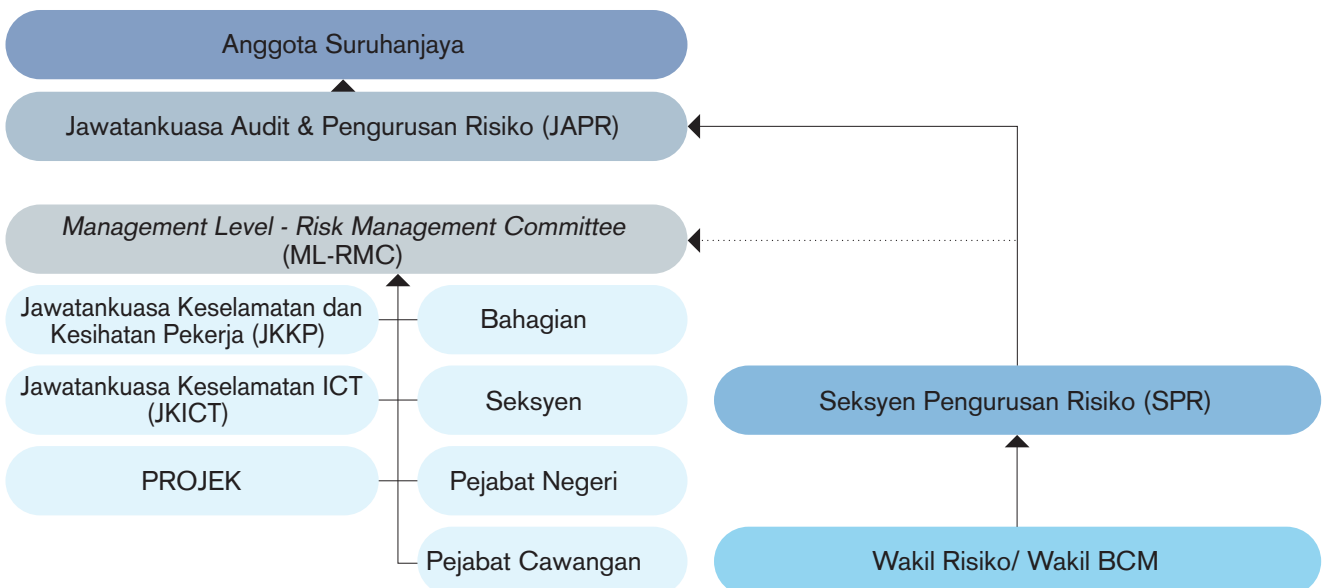 Anggota Suruhanjaya
Jawatankuasa Audit & Pengurusan Risiko (JAPR)
Management Level - Risk Management Committee
(ML-RMC)
Jawatankuasa Keselamatan dan
Kesihatan Pekerja (JKKP)
Bahagian
Jawatankuasa Keselamatan ICT
(JKICT)
Seksyen
Seksyen Pengurusan Risiko (SPR)
PROJEK
Pejabat Negeri
Pejabat Cawangan
Wakil Risiko/ Wakil BCM